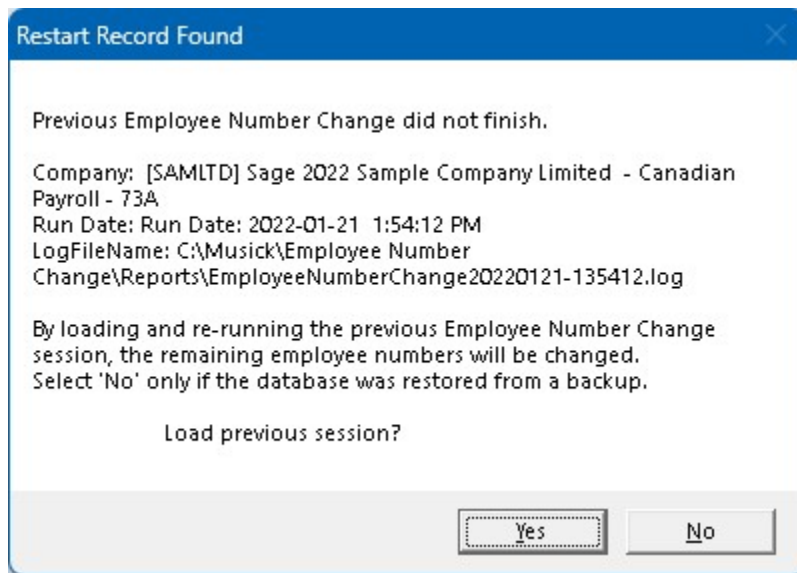 Restart Record Found
Previous Employee Number Change did not finish.
Company: [SAMLTD] Sage 2022 Sample Company Limited - Canadian
Payroll - 73A
Run Date: Run Date: 2022-01-21 1:54:12 PM
LogFileName: C:\Musick\Employee Number
Change\Reports\EmployeeNumberChange20220121-135412.log
By loading and re-running the previous Employee Number Change
session, the remaining employee numbers will be changed.
Select 'No' only if the database was restored from a backup.
Load previous session?
Yes
No